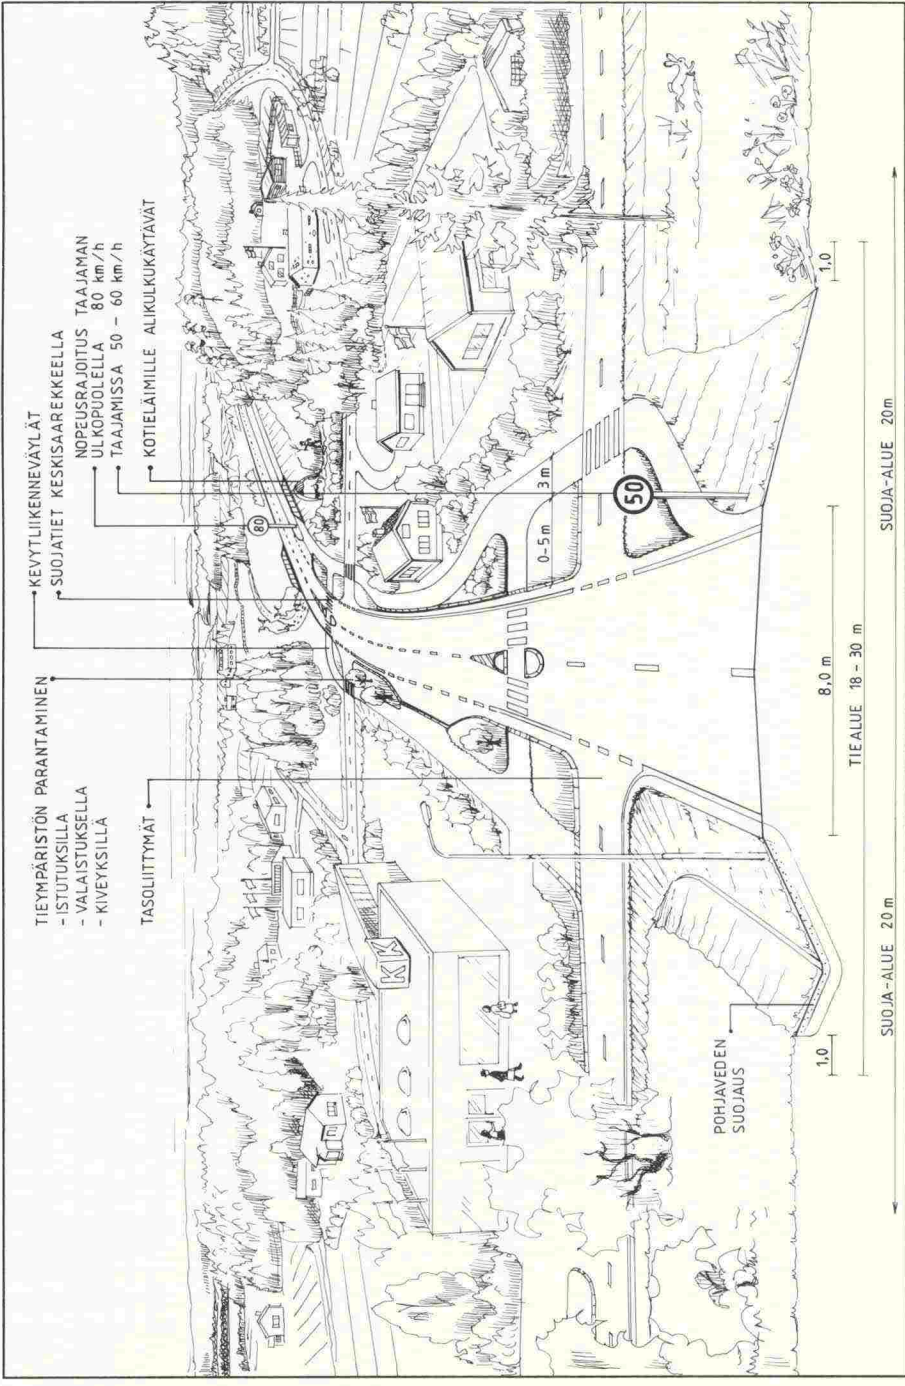 TIEYMPÄRISTÖN PARANTAMINEN
- ISTUTUKSILLA
- VALAISTUKSELLA
- KIVEYKSILLÄ
TASOLIITTYMÄT
KEVYTLIIKENNEVÄYLÄT
SUOJATIET KESKISAAREKKEELLA
NOPEUSRAJOITUS TAAJAMAN
ULKOPUOLELLA 80 km/h
TAAJAMISSA 50 - 60 km/h
KOTIELÄIMILLE ALIKULKUKÄYTÄVÄT
80
KK
0-5 m
3 m
50
POHJAVEDEN
SUOJAUS
1,0
8,0 m
1,0
TIEALUE 18 - 30 m
SUOJA-ALUE 20 m
SUOJA-ALUE 20m